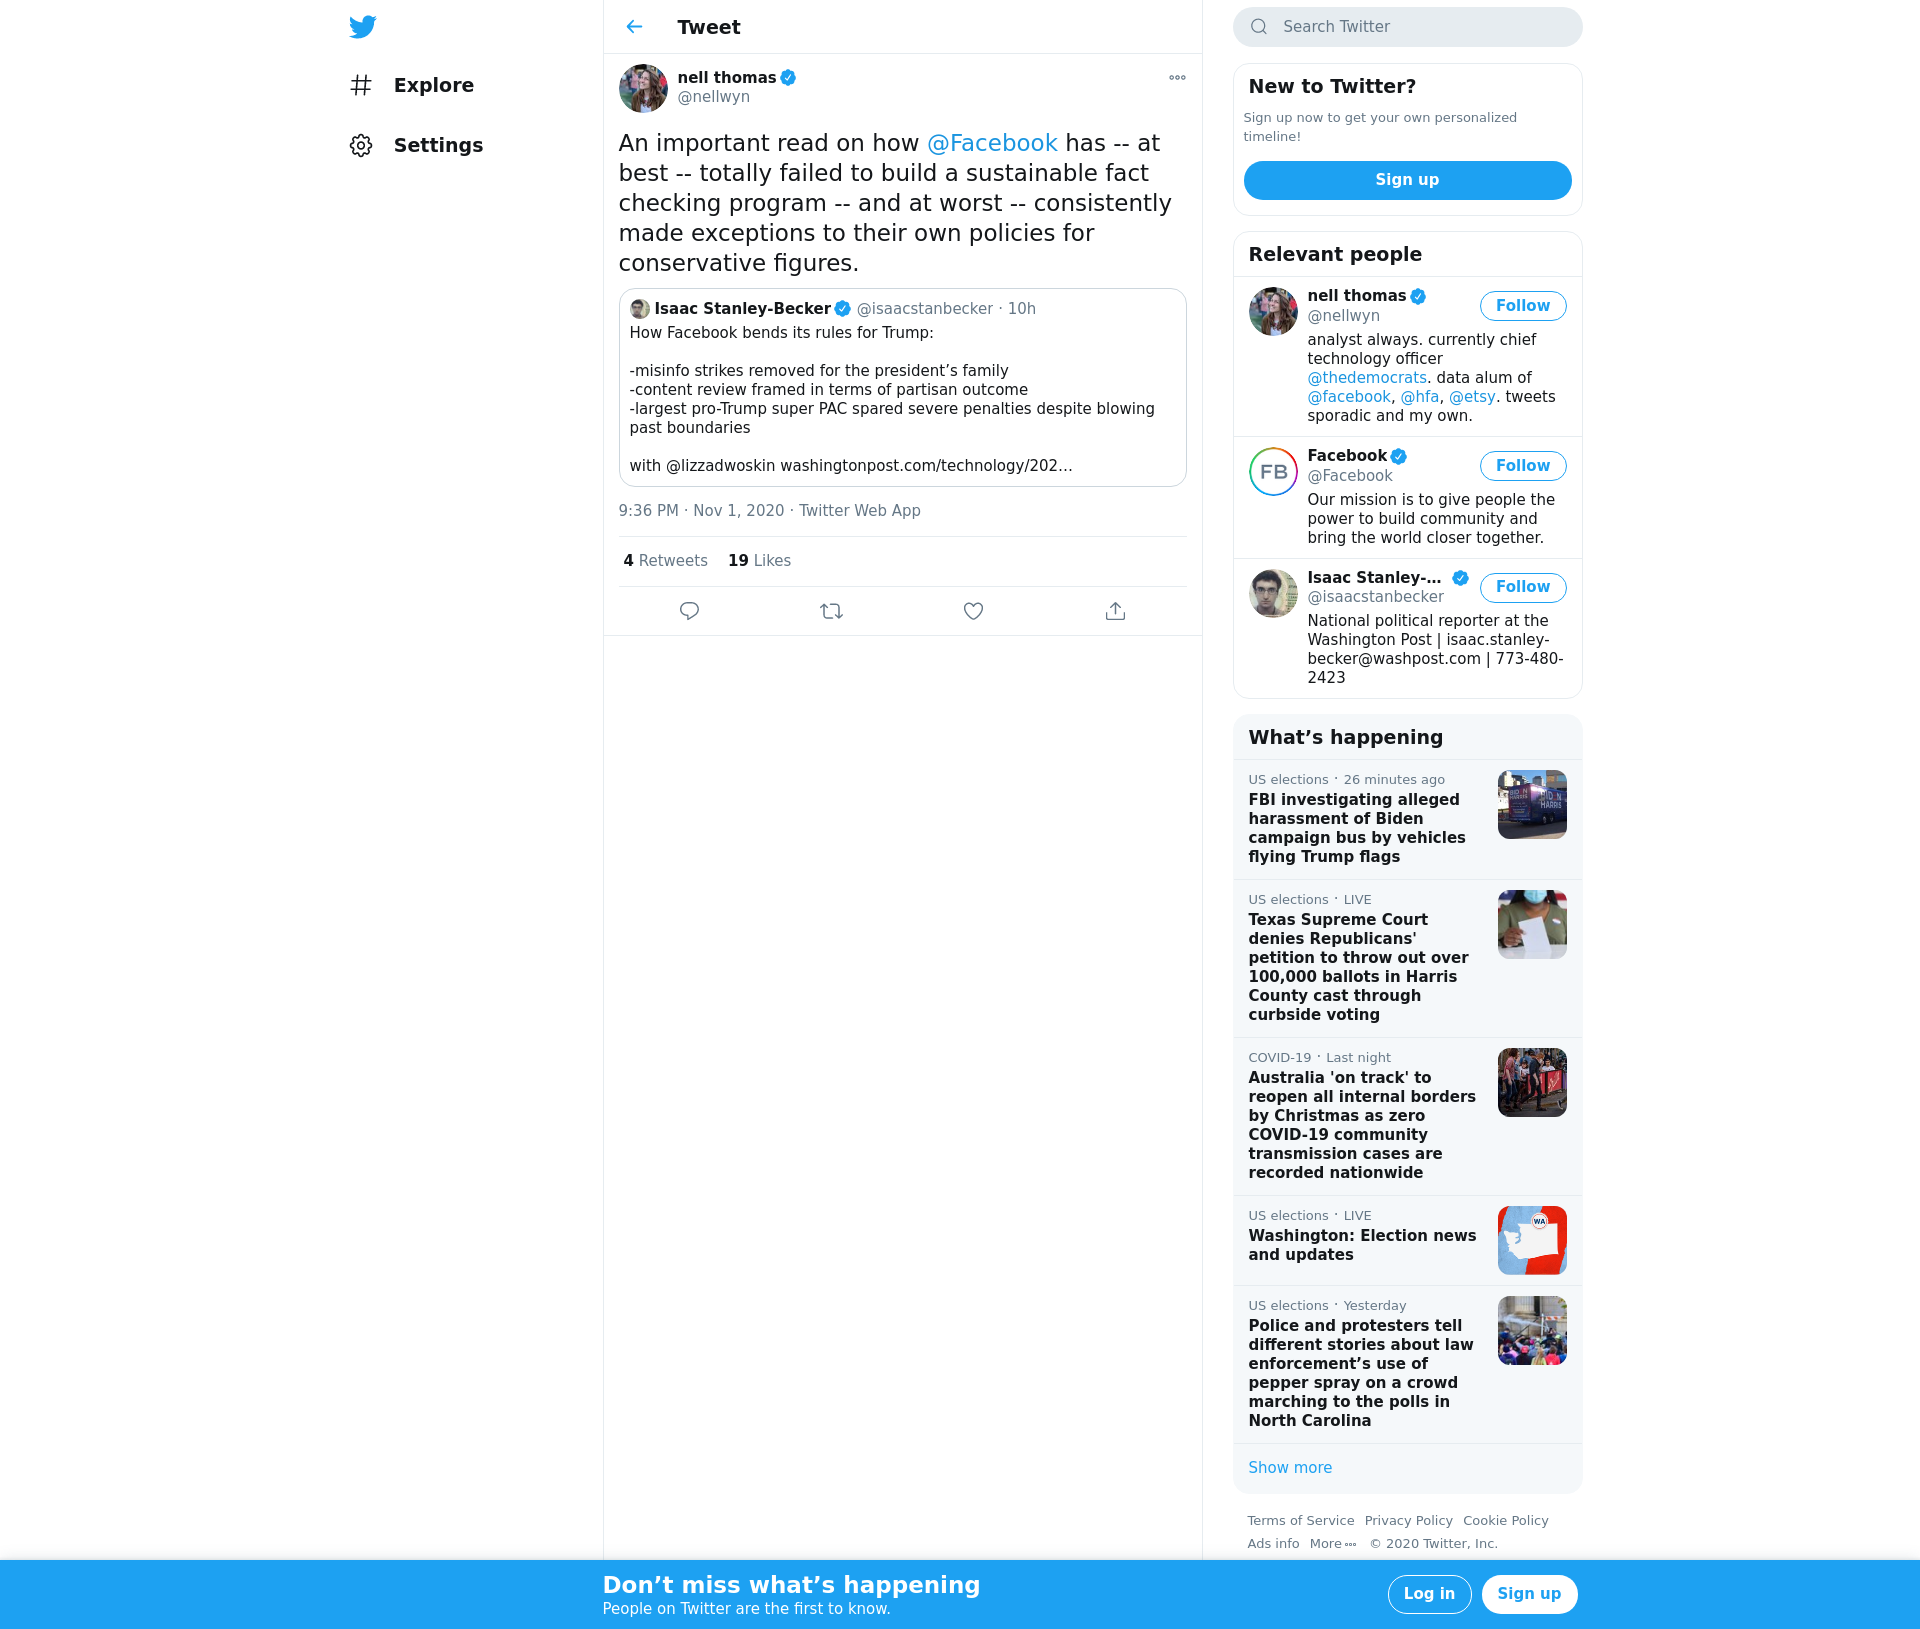 Explore
Settings
Tweet
nell thomas
@nellwyn
An important read on how @Facebook has -- at
best -- totally failed to build a sustainable fact
checking program -- and at worst -- consistently
made exceptions to their own policies for
conservative figures.
Isaac Stanley-Becker @isaacstanbecker · 10h
How Facebook bends its rules for Trump:
-misinfo strikes removed for the president’s family
-content review framed in terms of partisan outcome
-largest pro-Trump super PAC spared severe penalties despite blowing
past boundaries
with @lizzadwoskin washingtonpost.com/technology/202…
9:36 PM · Nov 1, 2020 · Twitter Web App
4 Retweets 19 Likes
Search Twitter
New to Twitter?
Sign up now to get your own personalized
timeline!
Sign up
Relevant people
nell thomas
@nellwyn
Follow
analyst always. currently chief
technology officer
@thedemocrats. data alum of
@facebook, @hfa, @etsy. tweets
sporadic and my own.
FB
Facebook
@Facebook
Follow
Our mission is to give people the
power to build community and
bring the world closer together.
Isaac Stanley-…
@isaacstanbecker
Follow
National political reporter at the
Washington Post | isaac.stanley-
becker@washpost.com | 773-480-
2423
What’s happening
US elections · 26 minutes ago
FBI investigating alleged
harassment of Biden
campaign bus by vehicles
flying Trump flags
US elections · LIVE
Texas Supreme Court
denies Republicans'
petition to throw out over
100,000 ballots in Harris
County cast through
curbside voting
COVID-19 · Last night
Australia 'on track' to
reopen all internal borders
by Christmas as zero
COVID-19 community
transmission cases are
recorded nationwide
US elections · LIVE
Washington: Election news
and updates
WA
US elections · Yesterday
Police and protesters tell
different stories about law
enforcement’s use of
pepper spray on a crowd
marching to the polls in
North Carolina
Show more
Terms of Service Privacy Policy Cookie Policy
Ads info More © 2020 Twitter, Inc.
Don’t miss what’s happening
People on Twitter are the first to know.
Log in
Sign up